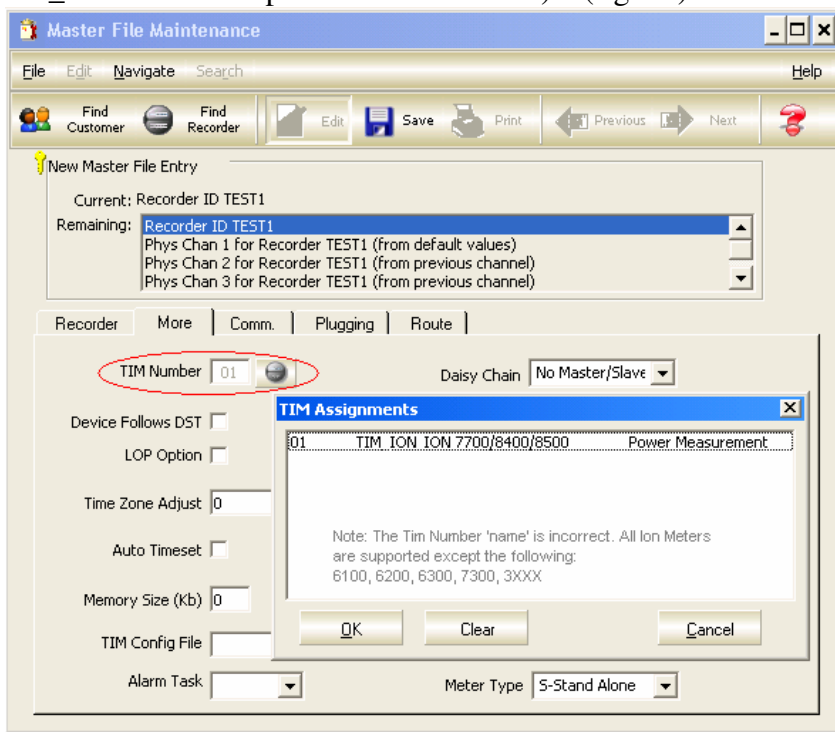 Master File Maintenance
File Edit Navigate Search Help
Find Customer Find Recorder Edit Save Print Previous Next
New Master File Entry
Current: Recorder ID TEST1
Remaining: Recorder ID TEST1
Phys Chan 1 for Recorder TEST1 (from default values)
Phys Chan 2 for Recorder TEST1 (from previous channel)
Phys Chan 3 for Recorder TEST1 (from previous channel)
Recorder More Comm. Plugging Route
TIM Number 01 Daisy Chain No Master/Slave
TIM Assignments
Device Follows DST
01 TIM_ION ION 7700/8400/8500 Power Measurement
LOP Option
Time Zone Adjust 0
Note: The Tim Number 'name' is incorrect. All Ion Meters
are supported except the following:
6100, 6200, 6300, 7300, 3XXX
Auto Timeset
Memory Size (Kb) 0
OK Clear Cancel
TIM Config File
Alarm Task Meter Type S-Stand Alone